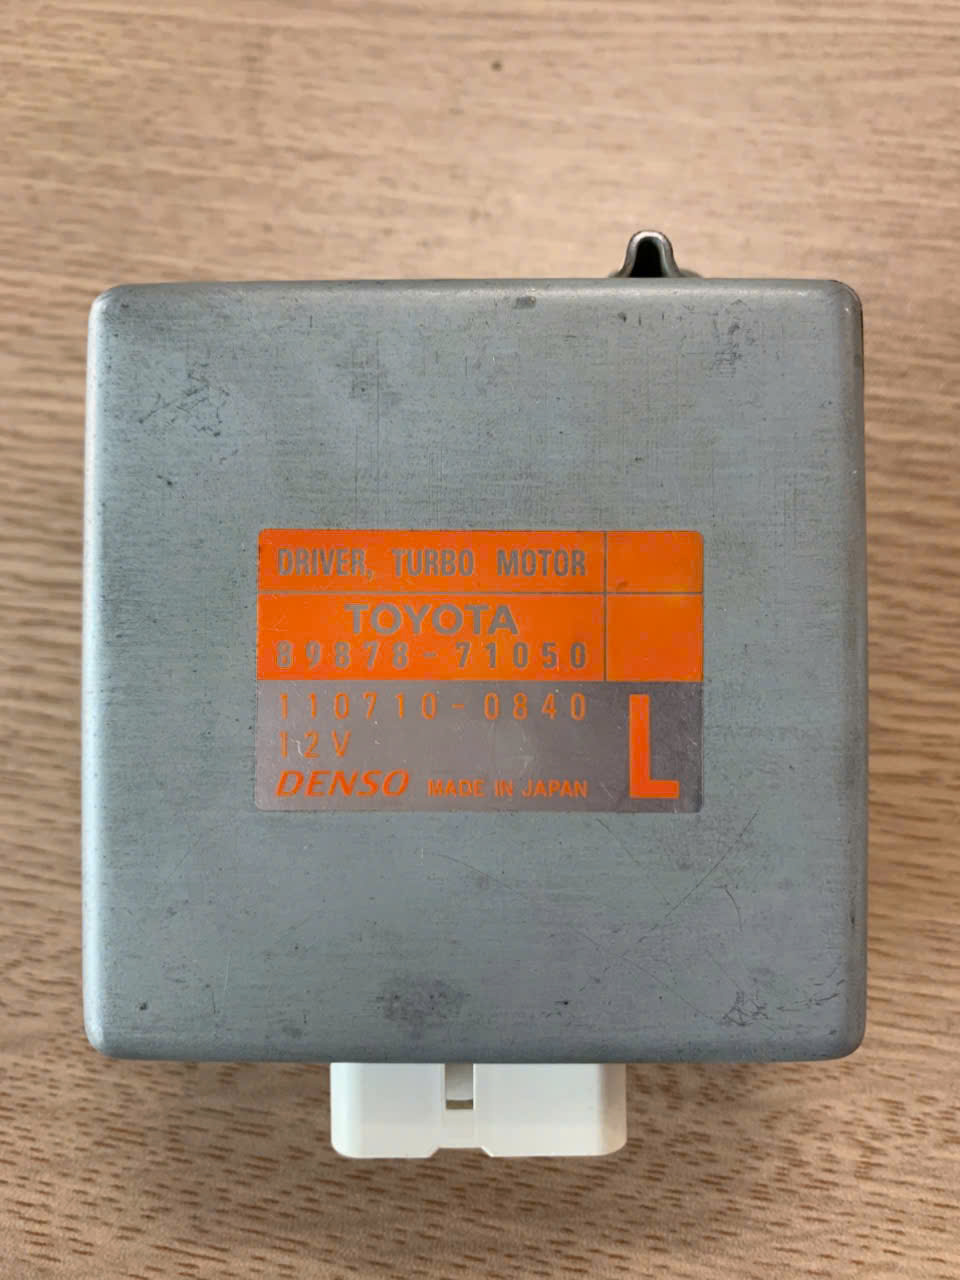 DRIVER, TURBO MOTOR
TOYOTA
89878-71050
110710-0840
12V
DENSO MADE IN JAPAN
L